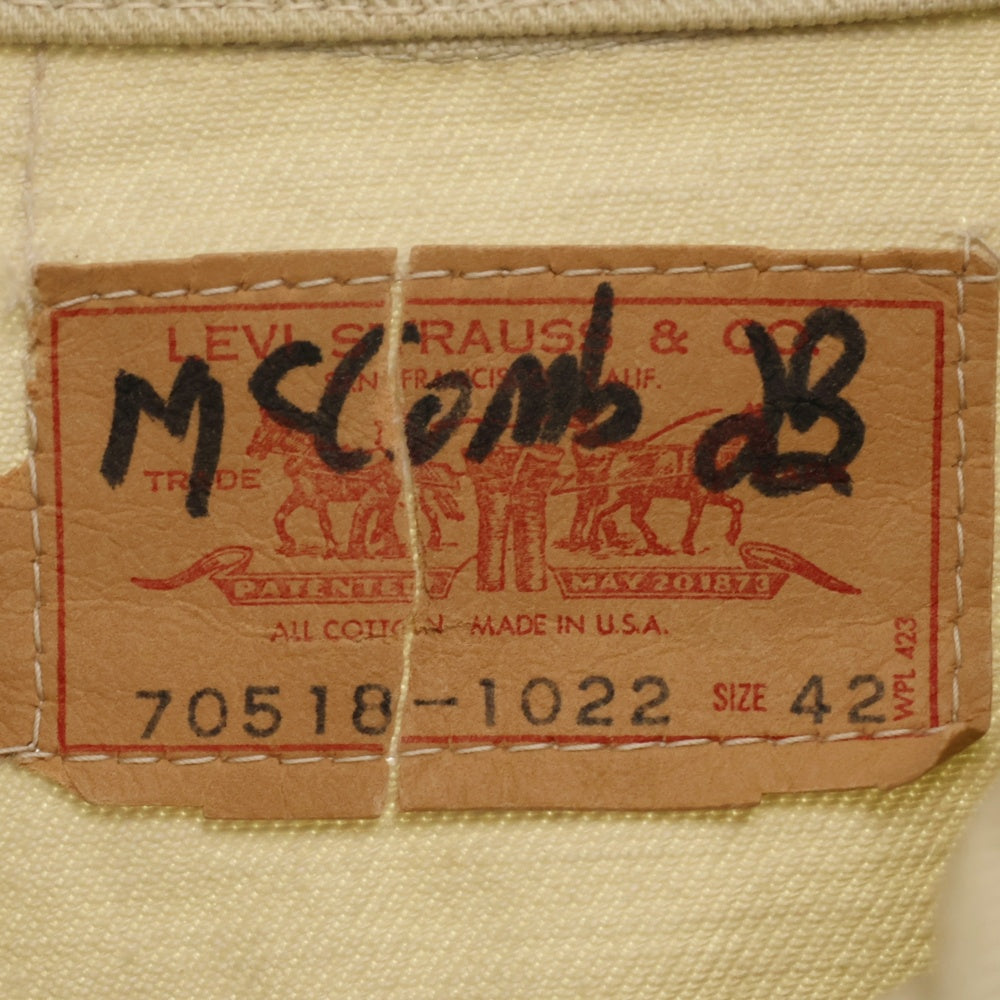 LEVI STRAUSS & CO.
SAN FRANCISCO CALIF.
McComb
TRADE
PATENTED MAY 20 1873
ALL COTTON MADE IN U.S.A.
70518-1022 SIZE 42
WPL 423